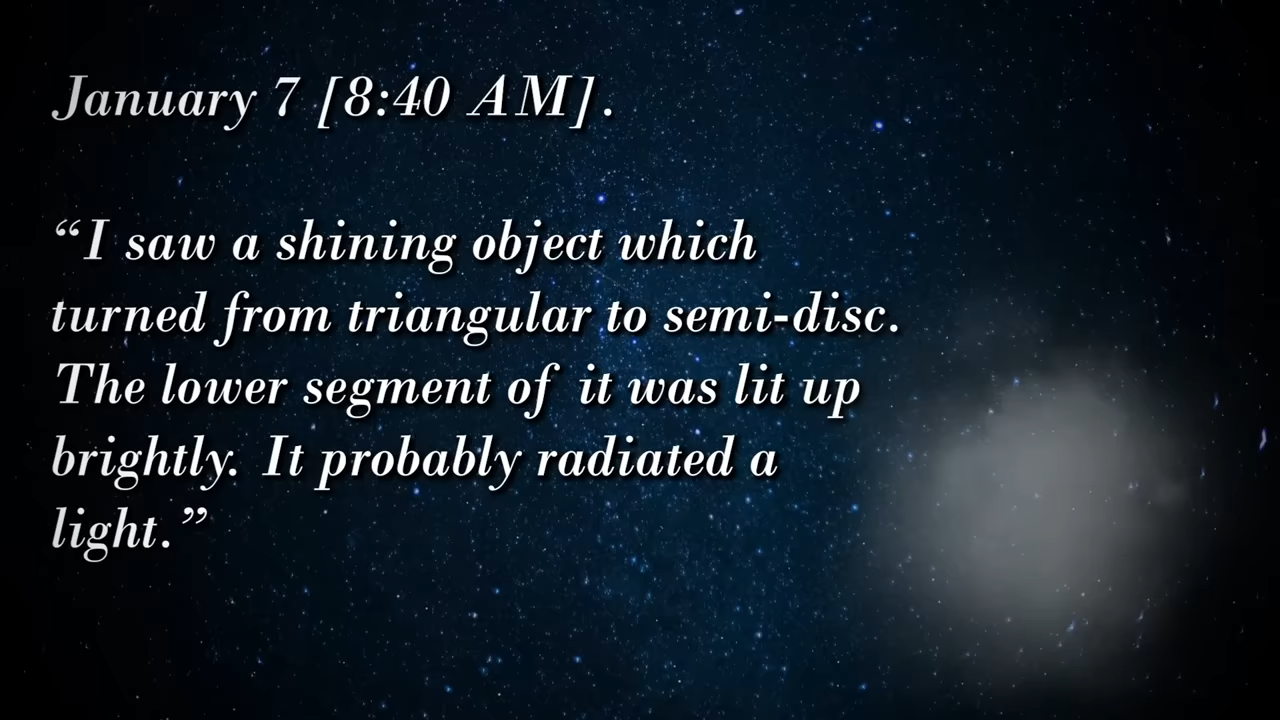 January 7 [8:40 AM].
“I saw a shining object which
turned from triangular to semi-disc.
The lower segment of it was lit up
brightly. It probably radiated a
light.”